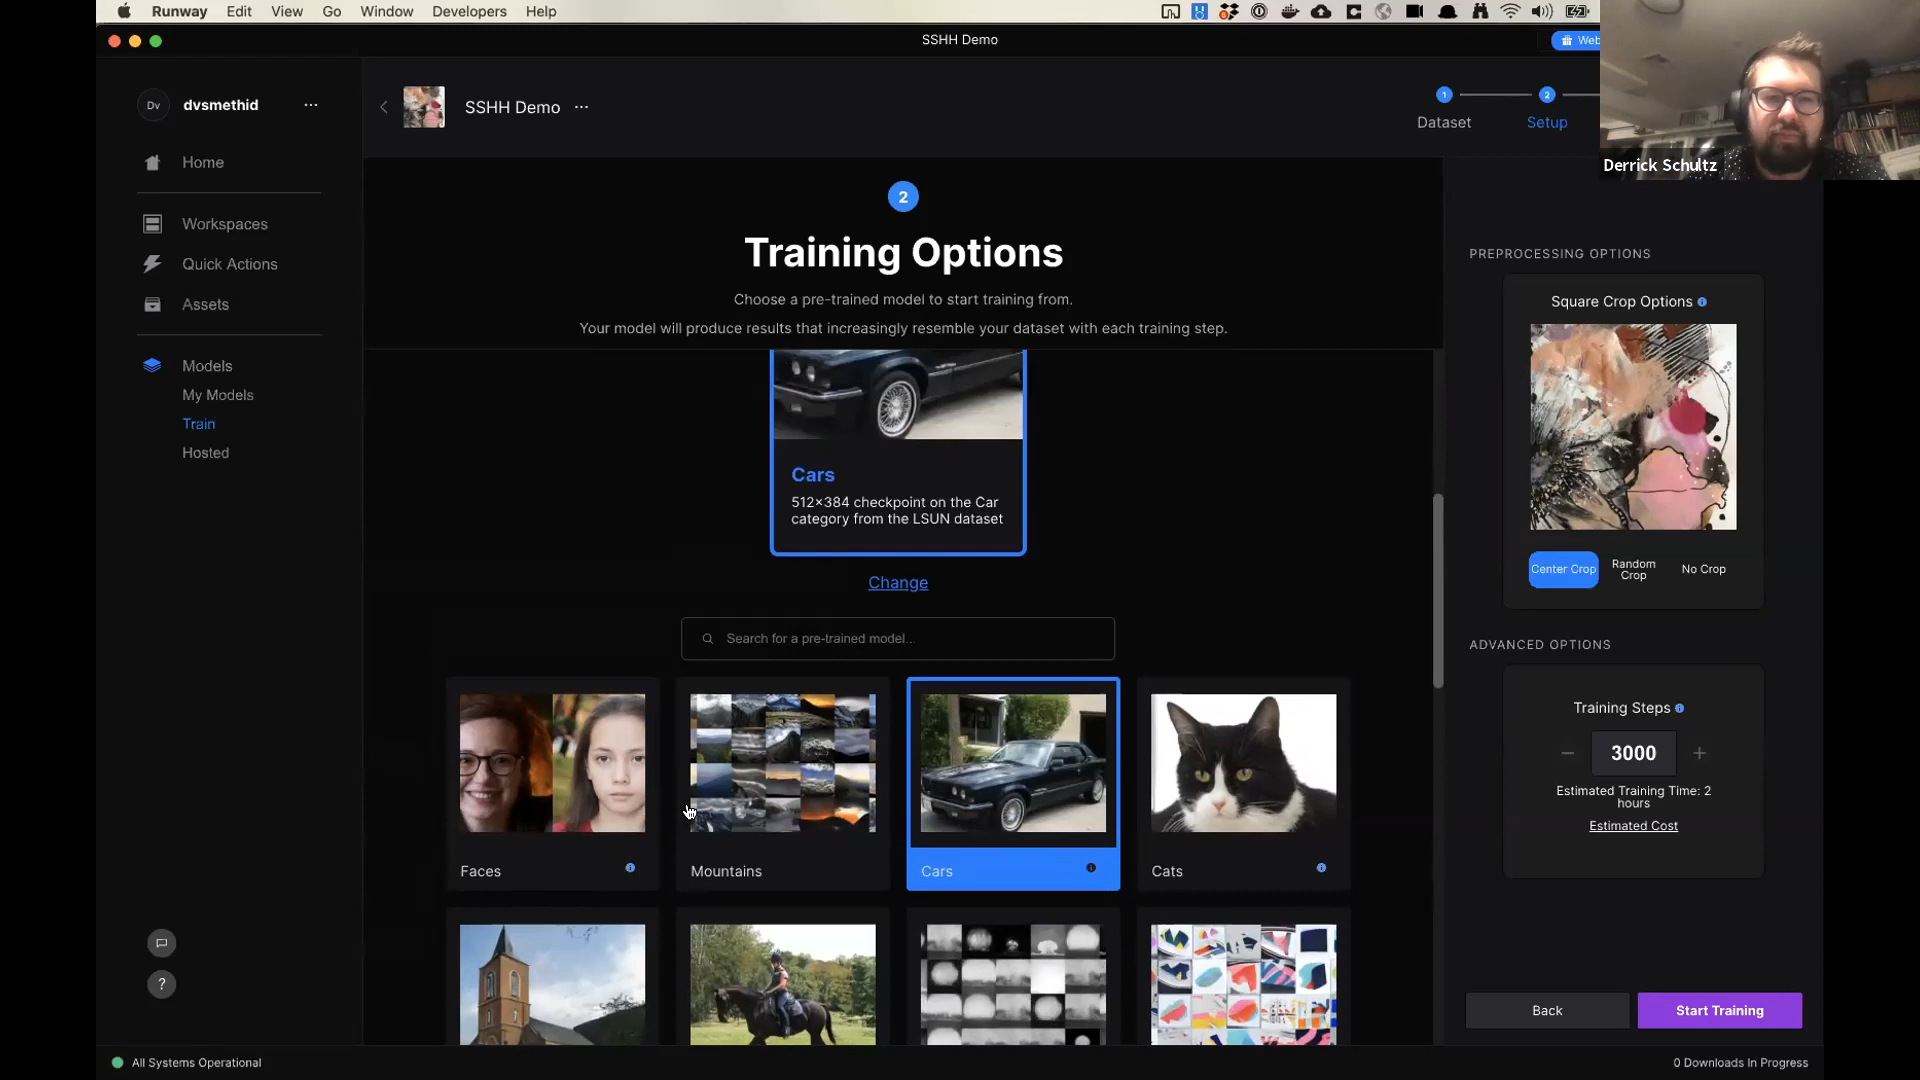 Runway Edit View Go Window Developers Help
SSHH Demo
Web
Dv dvsmethid ...
Home
Workspaces
Quick Actions
Assets
Models
My Models
Train
Hosted
?
All Systems Operational
SSHH Demo ...
1 2
Dataset Setup
Derrick Schultz
2
Training Options
Choose a pre-trained model to start training from.
Your model will produce results that increasingly resemble your dataset with each training step.
Cars
512×384 checkpoint on the Car
category from the LSUN dataset
Change
Search for a pre-trained model...
Faces
Mountains
Cars
Cats
PREPROCESSING OPTIONS
Square Crop Options
Center Crop
Random
Crop
No Crop
ADVANCED OPTIONS
Training Steps
− 3000 +
Estimated Training Time: 2
hours
Estimated Cost
Back
Start Training
0 Downloads In Progress